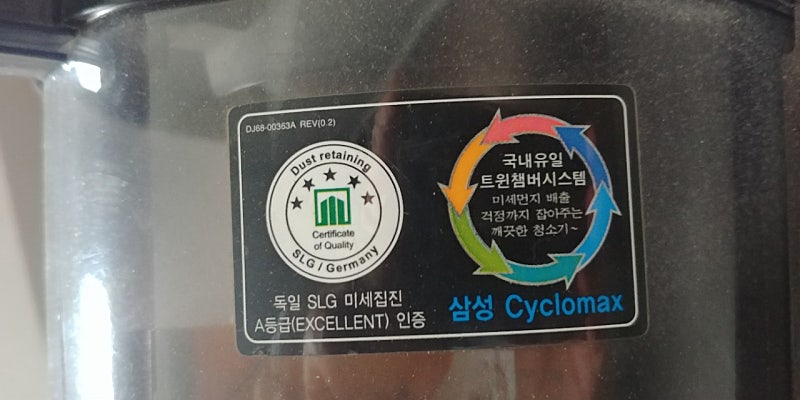 DJ68-00363A REV(0.2)
Dust retaining
Certificate
of Quality
SLG / Germany
독일 SLG 미세집진
A등급(EXCELLENT) 인증
국내유일
트윈챔버시스템
미세먼지 배출
걱정까지 잡아주는
깨끗한 청소기~
삼성 Cyclomax